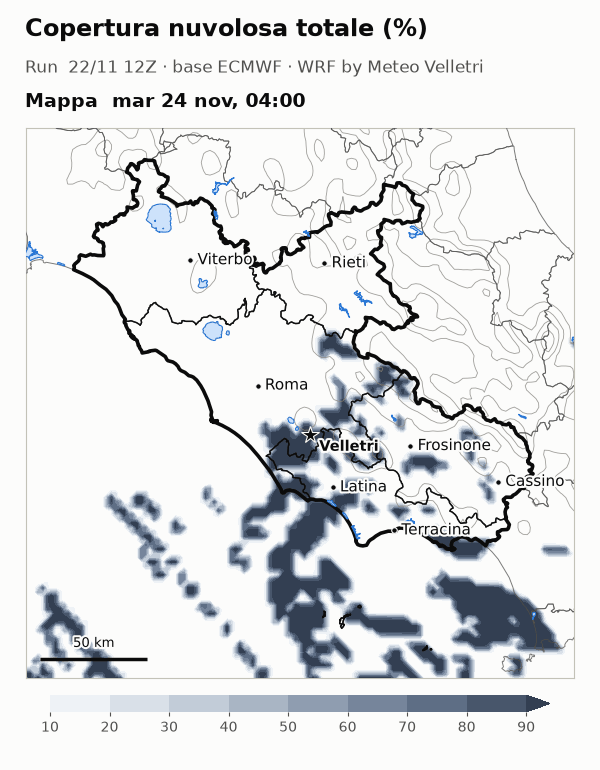 Copertura nuvolosa totale (%)
Run  22/11 12Z · base ECMWF · WRF by Meteo Velletri
Mappa  mar 24 nov, 04:00
Viterbo
Rieti
Roma
Velletri
Frosinone
Latina
Cassino
Terracina
50 km
10 20 30 40 50 60 70 80 90